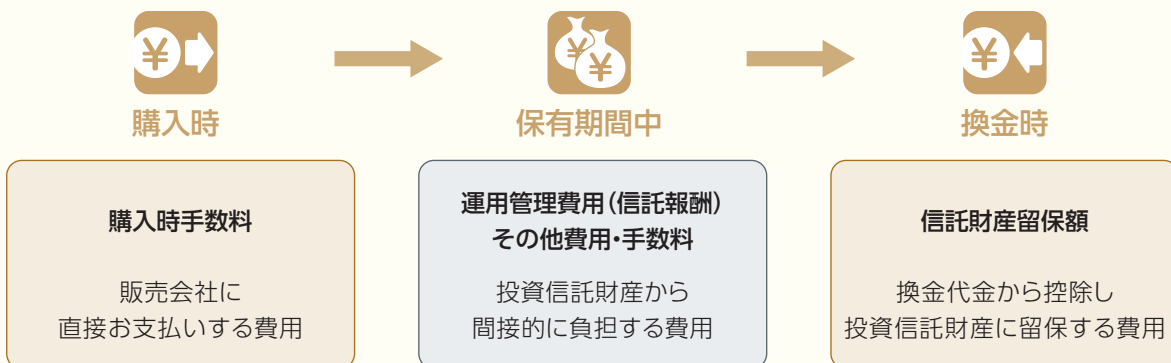 購入時
保有期間中
換金時
購入時手数料
販売会社に
直接お支払いする費用
運用管理費用(信託報酬)
その他費用・手数料
投資信託財産から
間接的に負担する費用
信託財産留保額
換金代金から控除し
投資信託財産に留保する費用